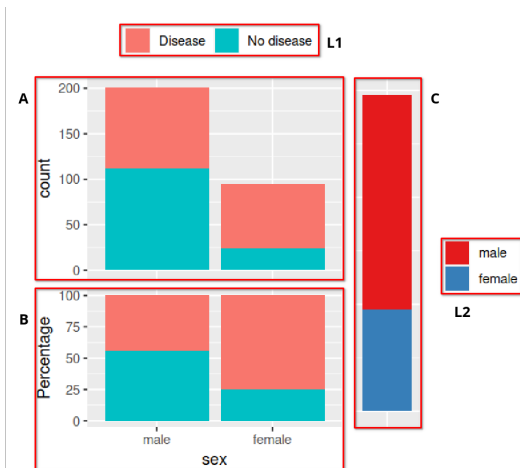 Disease No disease L1
A
C
200
150
100
50
0
count
male
female
L2
B
100
75
50
25
0
Percentage
male female
sex